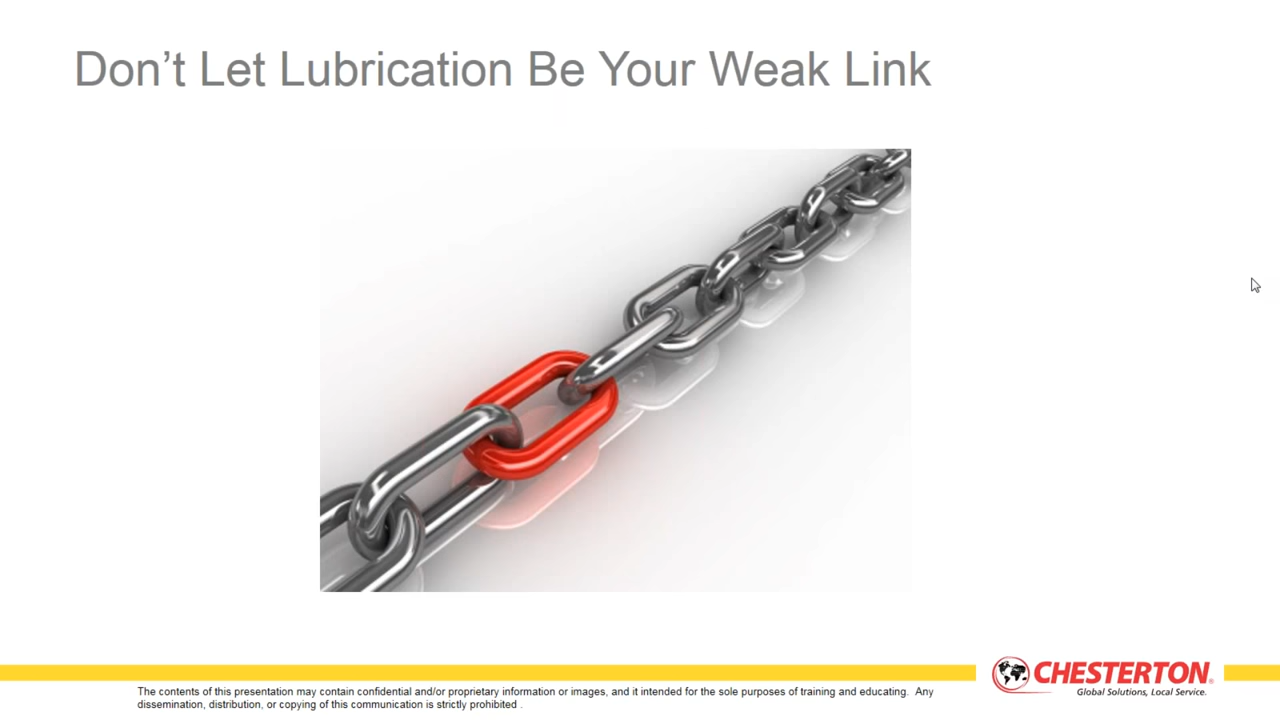 Don't Let Lubrication Be Your Weak Link
CHESTERTON®
Global Solutions, Local Service.
The contents of this presentation may contain confidential and/or proprietary information or images, and it intended for the sole purposes of training and educating. Any
dissemination, distribution, or copying of this communication is strictly prohibited .